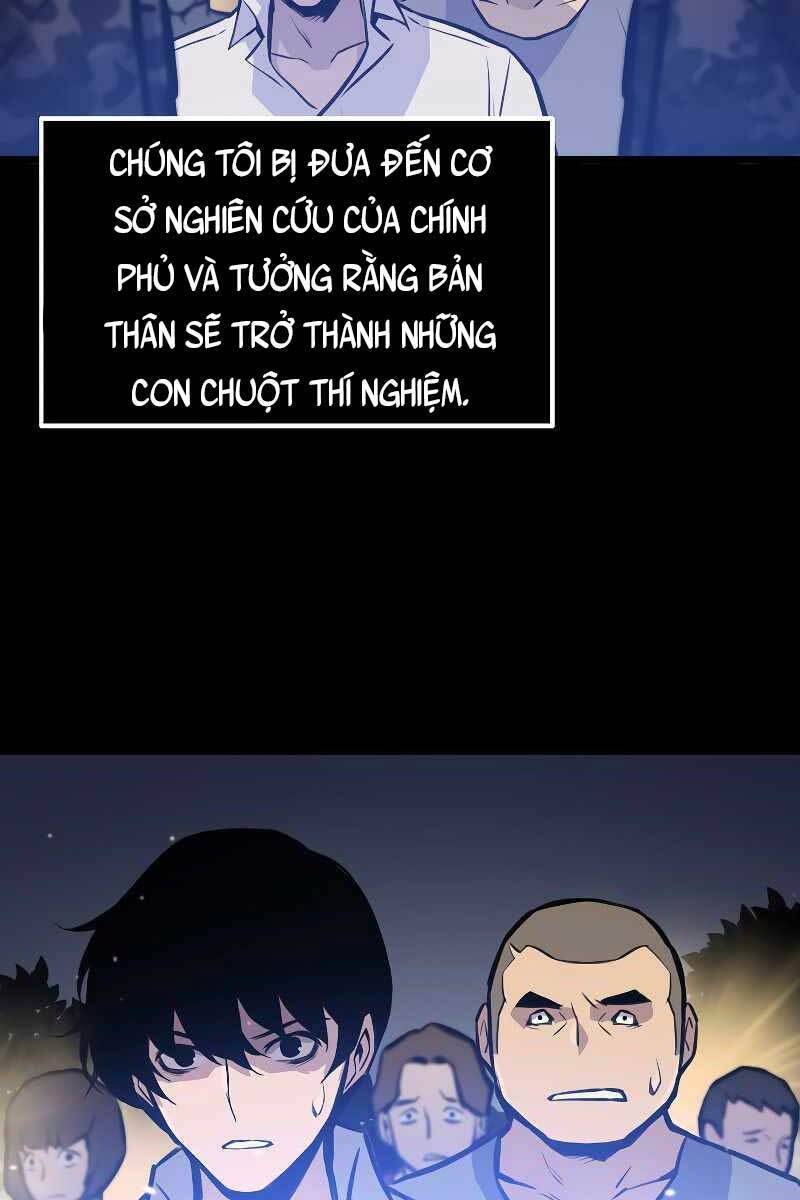 CHÚNG TÔI BỊ ĐƯA ĐẾN CƠ
SỞ NGHIÊN CỨU CỦA CHÍNH
PHỦ VÀ TƯỞNG RẰNG BẢN
THÂN SẼ TRỞ THÀNH NHỮNG
CON CHUỘT THÍ NGHIỆM.